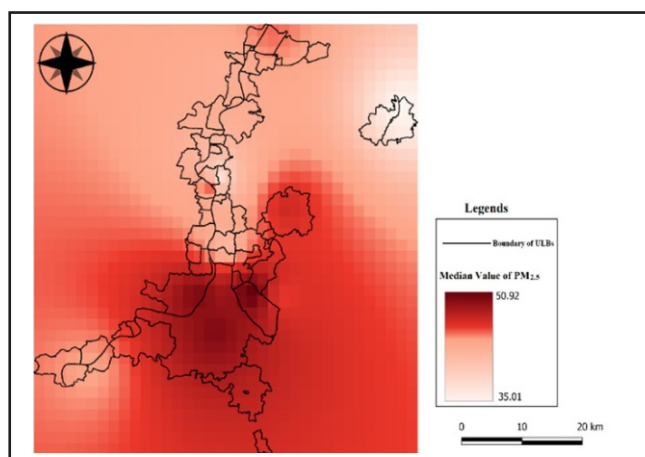 Legends
Boundary of ULBs
Median Value of PM2.5
50.92
35.01
0 10 20 km